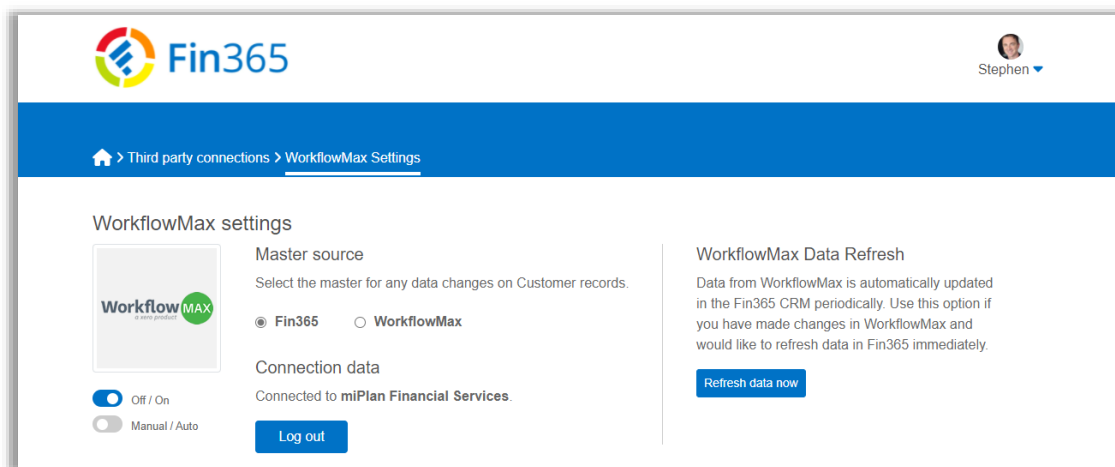 Fin365
Stephen
Third party connections > WorkflowMax Settings
WorkflowMax settings
WorkflowMAX
a xero product
Off / On
Manual / Auto
Master source
Select the master for any data changes on Customer records.
Fin365 WorkflowMax
Connection data
Connected to miPlan Financial Services.
Log out
WorkflowMax Data Refresh
Data from WorkflowMax is automatically updated
in the Fin365 CRM periodically. Use this option if
you have made changes in WorkflowMax and
would like to refresh data in Fin365 immediately.
Refresh data now